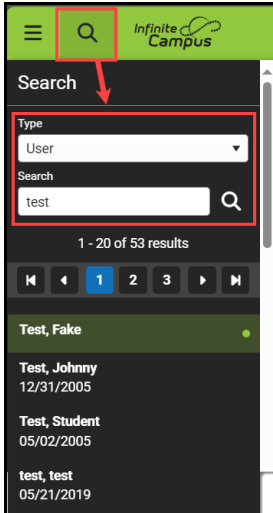 Infinite
Campus
Search
Type
User
Search
test
1 - 20 of 53 results
1 2 3
Test, Fake
Test, Johnny
12/31/2005
Test, Student
05/02/2005
test, test
05/21/2019